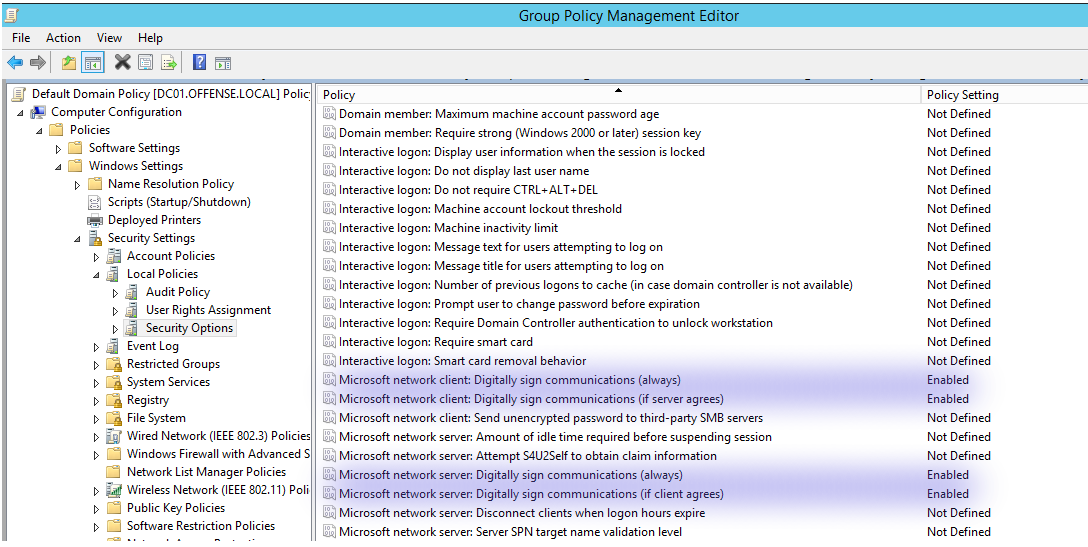 Group Policy Management Editor
File Action View Help
Default Domain Policy [DC01.OFFENSE.LOCAL] Polic
Computer Configuration
Policies
Software Settings
Windows Settings
Name Resolution Policy
Scripts (Startup/Shutdown)
Deployed Printers
Security Settings
Account Policies
Local Policies
Audit Policy
User Rights Assignment
Security Options
Event Log
Restricted Groups
System Services
Registry
File System
Wired Network (IEEE 802.3) Policies
Windows Firewall with Advanced S
Network List Manager Policies
Wireless Network (IEEE 802.11) Poli
Public Key Policies
Software Restriction Policies
Policy Policy Setting
Domain member: Maximum machine account password age Not Defined
Domain member: Require strong (Windows 2000 or later) session key Not Defined
Interactive logon: Display user information when the session is locked Not Defined
Interactive logon: Do not display last user name Not Defined
Interactive logon: Do not require CTRL+ALT+DEL Not Defined
Interactive logon: Machine account lockout threshold Not Defined
Interactive logon: Machine inactivity limit Not Defined
Interactive logon: Message text for users attempting to log on Not Defined
Interactive logon: Message title for users attempting to log on Not Defined
Interactive logon: Number of previous logons to cache (in case domain controller is not available) Not Defined
Interactive logon: Prompt user to change password before expiration Not Defined
Interactive logon: Require Domain Controller authentication to unlock workstation Not Defined
Interactive logon: Require smart card Not Defined
Interactive logon: Smart card removal behavior Not Defined
Microsoft network client: Digitally sign communications (always) Enabled
Microsoft network client: Digitally sign communications (if server agrees) Enabled
Microsoft network client: Send unencrypted password to third-party SMB servers Not Defined
Microsoft network server: Amount of idle time required before suspending session Not Defined
Microsoft network server: Attempt S4U2Self to obtain claim information Not Defined
Microsoft network server: Digitally sign communications (always) Enabled
Microsoft network server: Digitally sign communications (if client agrees) Enabled
Microsoft network server: Disconnect clients when logon hours expire Not Defined
Microsoft network server: Server SPN target name validation level Not Defined